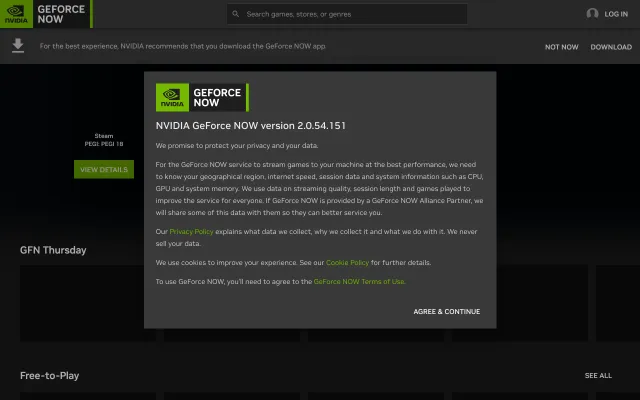 NVIDIA
GEFORCE
NOW
Search games, stores, or genres
LOG IN
For the best experience, NVIDIA recommends that you download the GeForce NOW app
NOT NOW
DOWNLOAD
Steam
PEGI: PEGI 18
VIEW DETAILS
NVIDIA
GEFORCE
NOW
NVIDIA GeForce NOW version 2.0.54.151
We promise to protect your privacy and your data.
For the GeForce NOW service to stream games to your machine at the best performance, we need
to know your geographical region, internet speed, session data and system information such as CPU,
GPU and system memory. We use data on streaming quality, session length and games played to
improve the service for everyone. If GeForce NOW is provided by a GeForce NOW Alliance Partner, we
will share some of this data with them so they can better service you.
Our Privacy Policy explains what data we collect, why we collect it and what we do with it. We never
sell your data.
We use cookies to improve your experience. See our Cookie Policy for further details.
To use GeForce NOW, you'll need to agree to the GeForce NOW Terms of Use.
AGREE & CONTINUE
GFN Thursday
Free-to-Play
SEE ALL